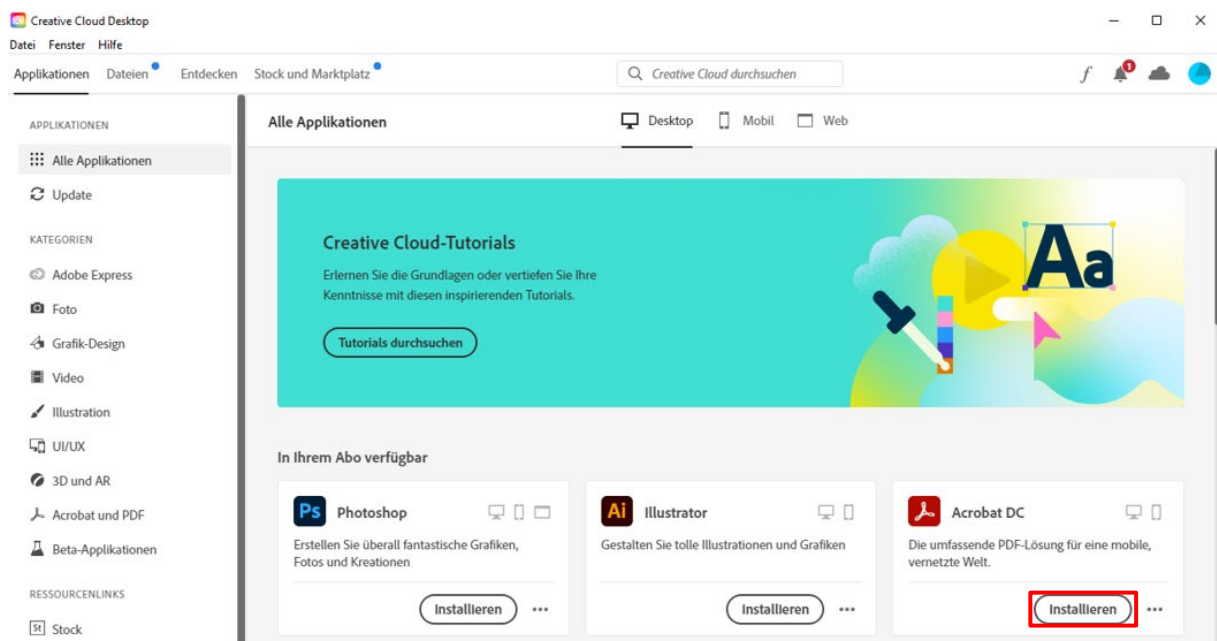 Creative Cloud Desktop
Datei Fenster Hilfe
Applikationen Dateien Entdecken Stock und Marktplatz Creative Cloud durchsuchen f 1
APPLIKATIONEN
Alle Applikationen
Update
KATEGORIEN
Adobe Express
Foto
Grafik-Design
Video
Illustration
UI/UX
3D und AR
Acrobat und PDF
Beta-Applikationen
RESSOURCENLINKS
St Stock
Alle Applikationen Desktop Mobil Web
Creative Cloud-Tutorials
Erlernen Sie die Grundlagen oder vertiefen Sie Ihre
Kenntnisse mit diesen inspirierenden Tutorials.
Tutorials durchsuchen
Aa
In Ihrem Abo verfügbar
Ps Photoshop
Erstellen Sie überall fantastische Grafiken,
Fotos und Kreationen
Installieren
Ai Illustrator
Gestalten Sie tolle Illustrationen und Grafiken
Installieren
Acrobat DC
Die umfassende PDF-Lösung für eine mobile,
vernetzte Welt.
Installieren